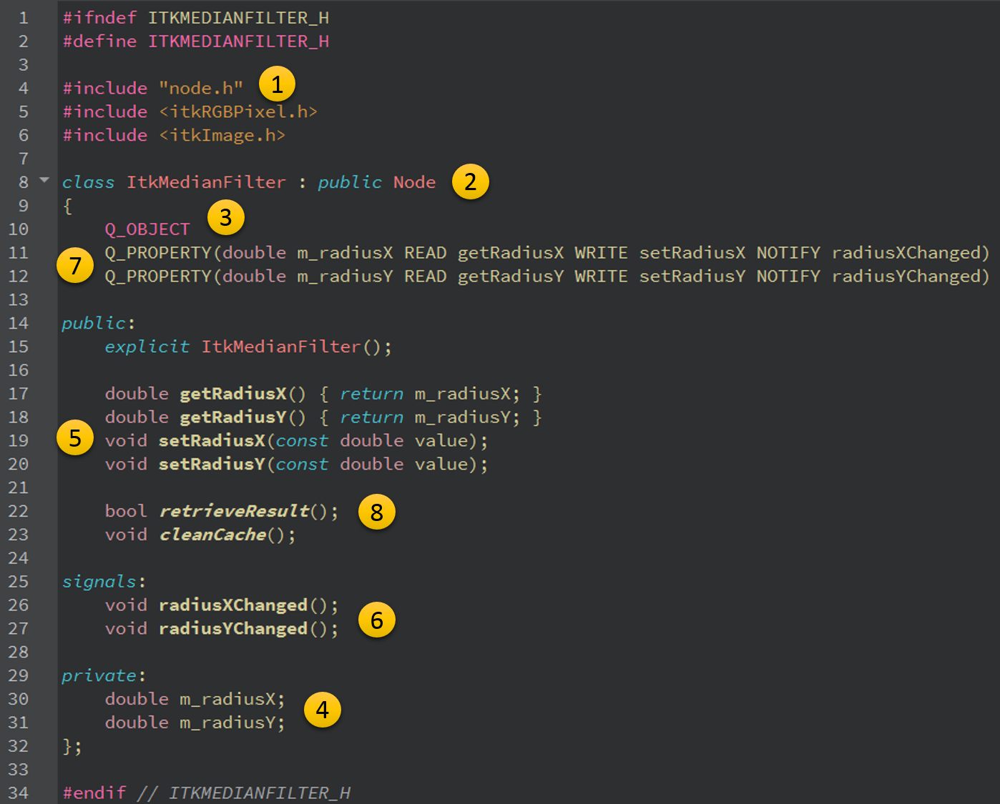 1 #ifndef ITKMEDIANFILTER_H
2 #define ITKMEDIANFILTER_H
3
4 #include "node.h" 1
5 #include <itkRGBPixel.h>
6 #include <itkImage.h>
7
8 class ItkMedianFilter : public Node 2
9 {
10     Q_OBJECT 3
11     Q_PROPERTY(double m_radiusX READ getRadiusX WRITE setRadiusX NOTIFY radiusXChanged)
7
12     Q_PROPERTY(double m_radiusY READ getRadiusY WRITE setRadiusY NOTIFY radiusYChanged)
13
14 public:
15     explicit ItkMedianFilter();
16
17     double getRadiusX() { return m_radiusX; }
18     double getRadiusY() { return m_radiusY; }
19 5 void setRadiusX(const double value);
20     void setRadiusY(const double value);
21
22     bool retrieveResult(); 8
23     void cleanCache();
24
25 signals:
26     void radiusXChanged();
27     void radiusYChanged(); 6
28
29 private:
30     double m_radiusX;
31     double m_radiusY; 4
32 };
33
34 #endif // ITKMEDIANFILTER_H